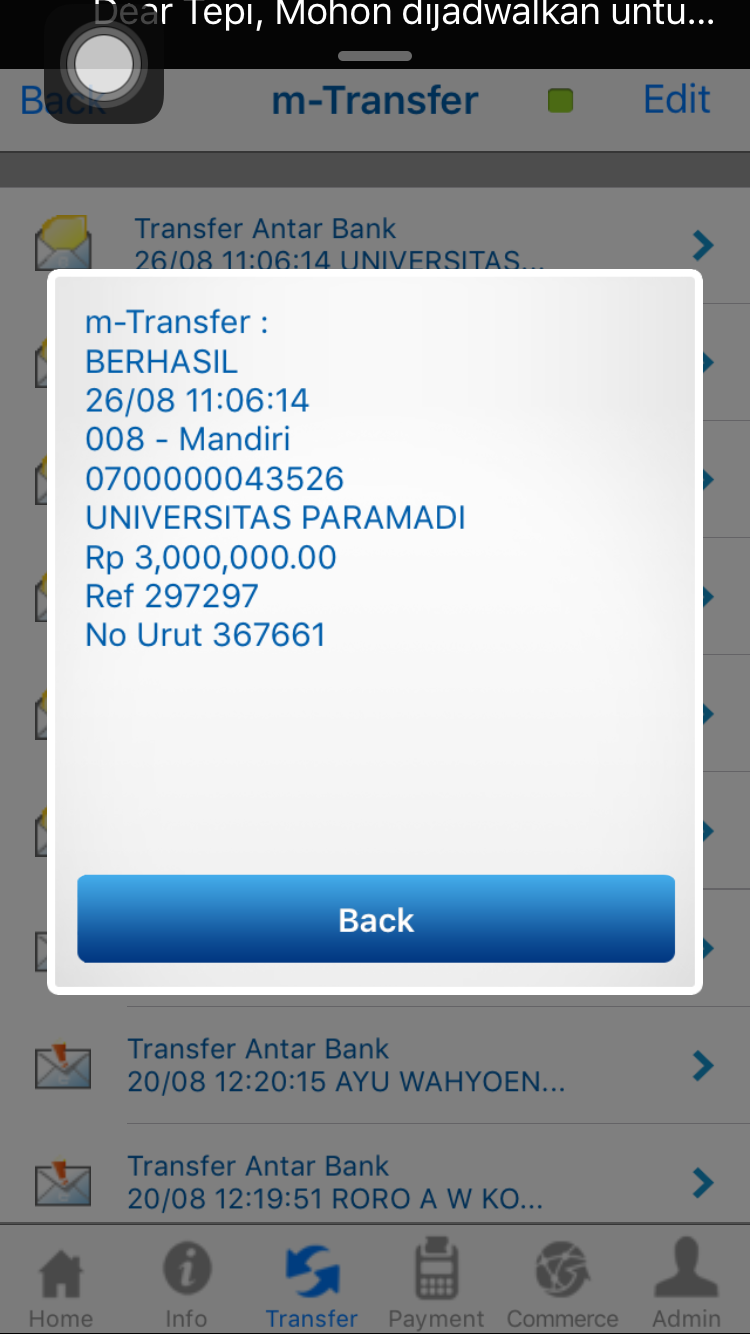 Dear Tepi, Mohon dijadwalkan untu...
Back
m-Transfer
Edit
Transfer Antar Bank
26/08 11:06:14 UNIVERSITAS...
m-Transfer :
BERHASIL
26/08 11:06:14
008 - Mandiri
0700000043526
UNIVERSITAS PARAMADI
Rp 3,000,000.00
Ref 297297
No Urut 367661
Back
Transfer Antar Bank
20/08 12:20:15 AYU WAHYOEN...
Transfer Antar Bank
20/08 12:19:51 RORO A W KO...
Home
Info
Transfer
Payment
Commerce
Admin